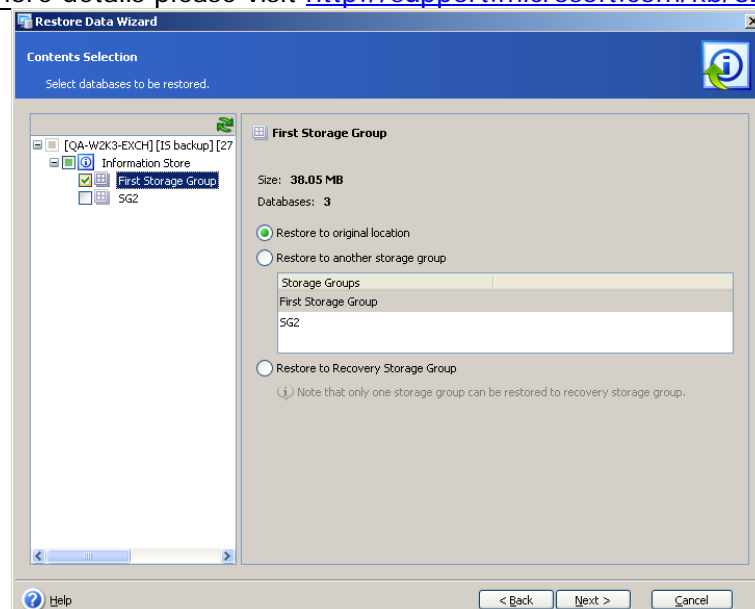 details please visit
Restore Data Wizard
Contents Selection
Select databases to be restored.
[QA-W2K3-EXCH] [IS backup] [27
Information Store
First Storage Group
SG2
First Storage Group
Size: 38.05 MB
Databases: 3
Restore to original location
Restore to another storage group
Storage Groups
First Storage Group
SG2
Restore to Recovery Storage Group
Note that only one storage group can be restored to recovery storage group.
Help
< Back
Next >
Cancel